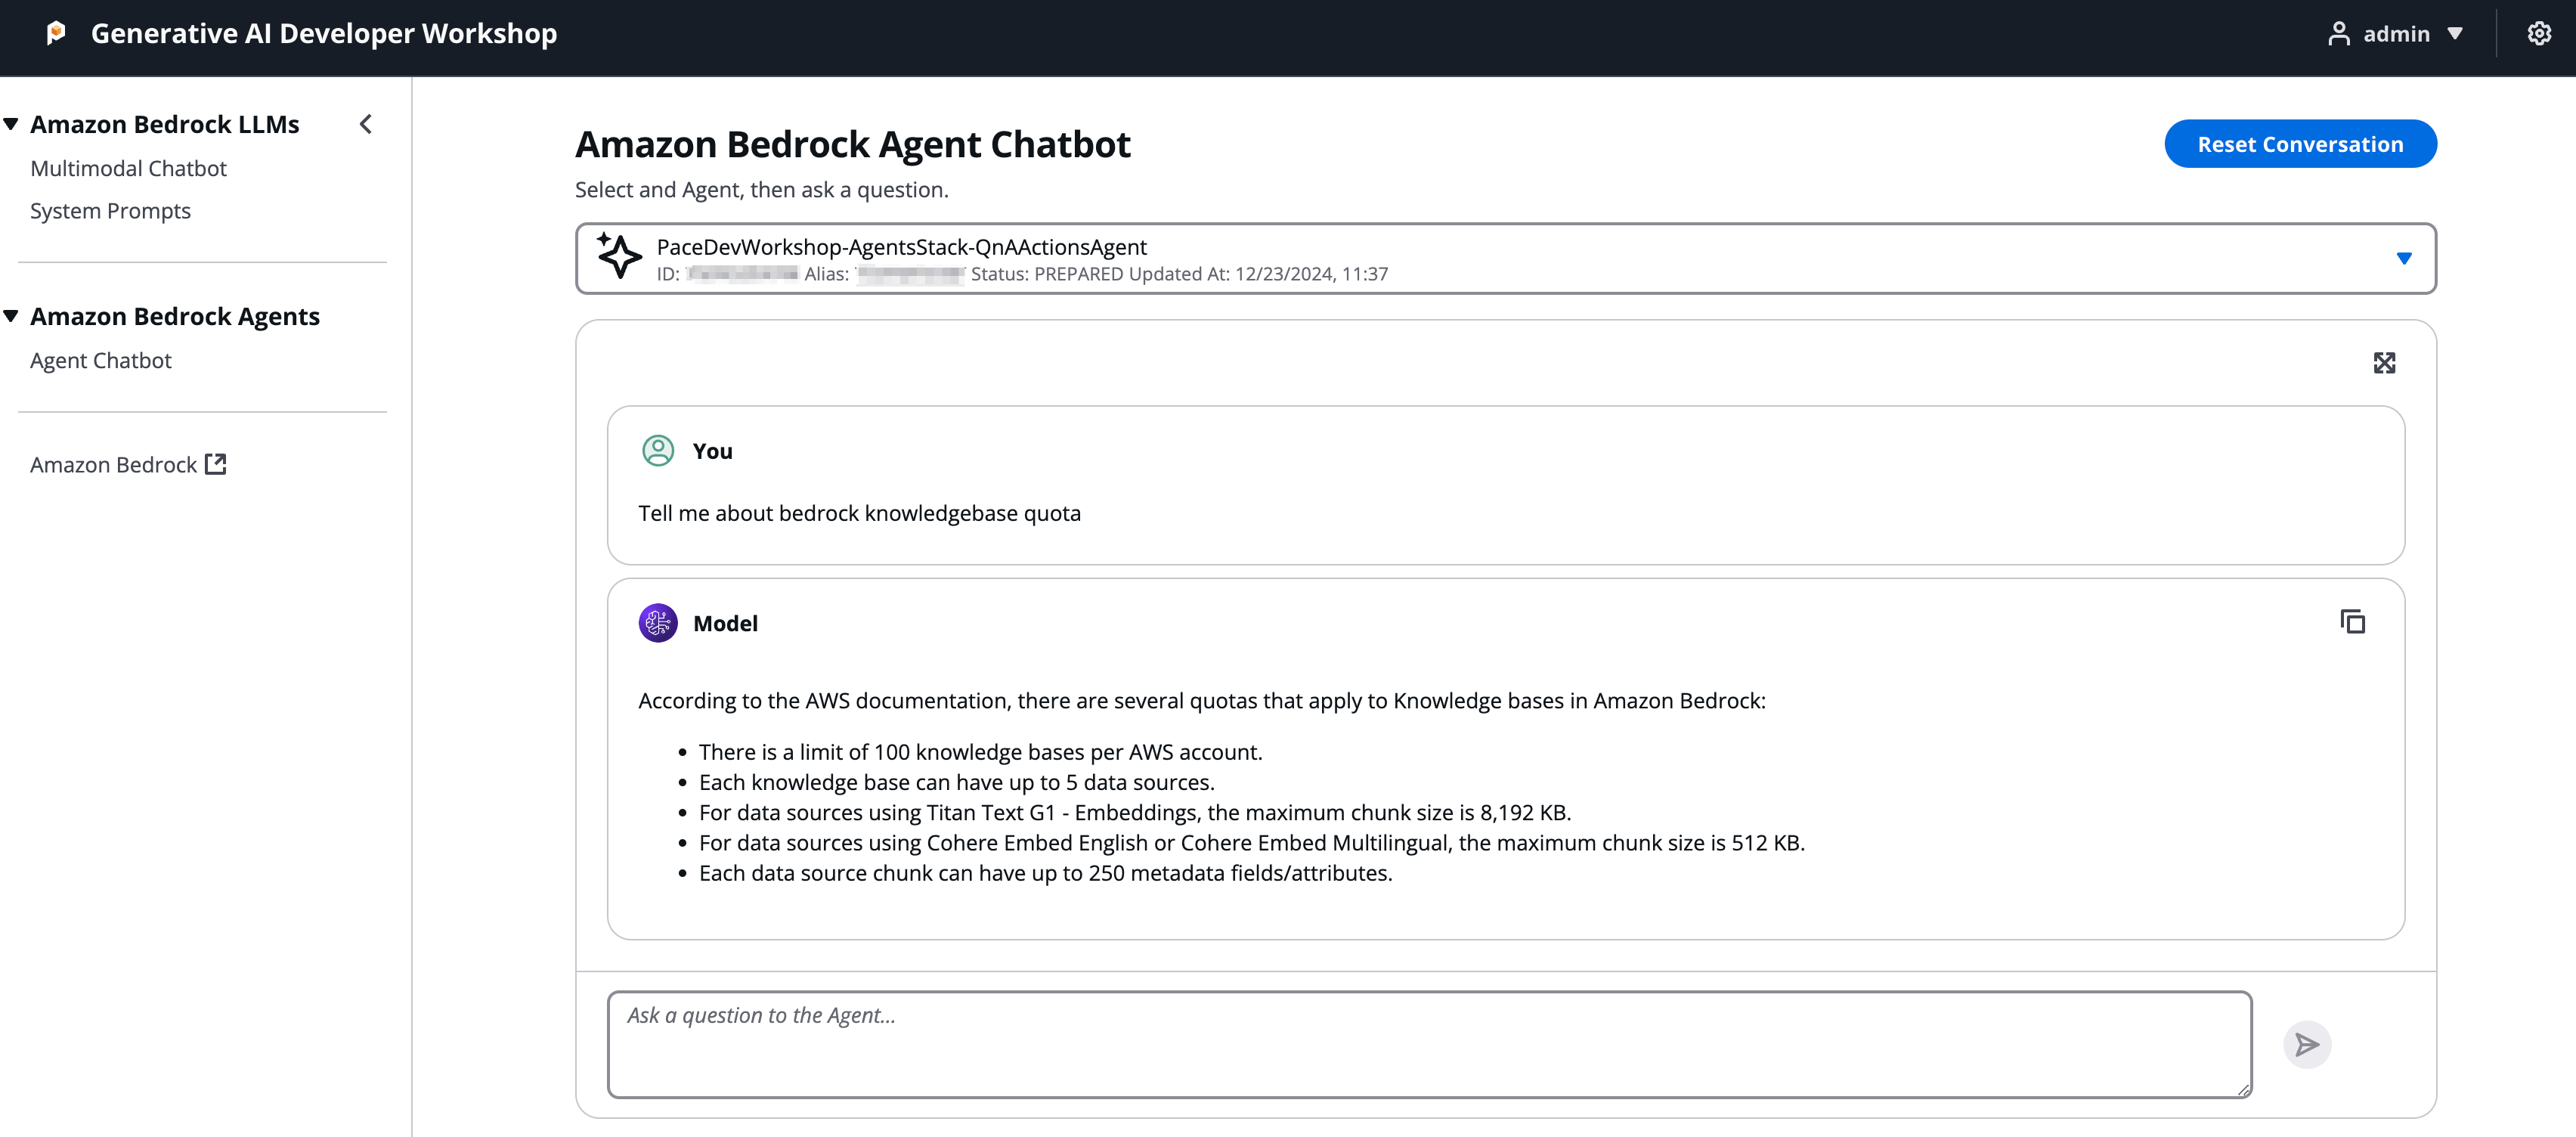 Generative AI Developer Workshop
admin
Amazon Bedrock LLMs
Multimodal Chatbot
System Prompts
Amazon Bedrock Agents
Agent Chatbot
Amazon Bedrock
Amazon Bedrock Agent Chatbot
Reset Conversation
Select and Agent, then ask a question.
PaceDevWorkshop-AgentsStack-QnAActionsAgent
ID: Alias: Status: PREPARED Updated At: 12/23/2024, 11:37
You
Tell me about bedrock knowledgebase quota
Model
According to the AWS documentation, there are several quotas that apply to Knowledge bases in Amazon Bedrock:
• There is a limit of 100 knowledge bases per AWS account.
• Each knowledge base can have up to 5 data sources.
• For data sources using Titan Text G1 - Embeddings, the maximum chunk size is 8,192 KB.
• For data sources using Cohere Embed English or Cohere Embed Multilingual, the maximum chunk size is 512 KB.
• Each data source chunk can have up to 250 metadata fields/attributes.
Ask a question to the Agent...